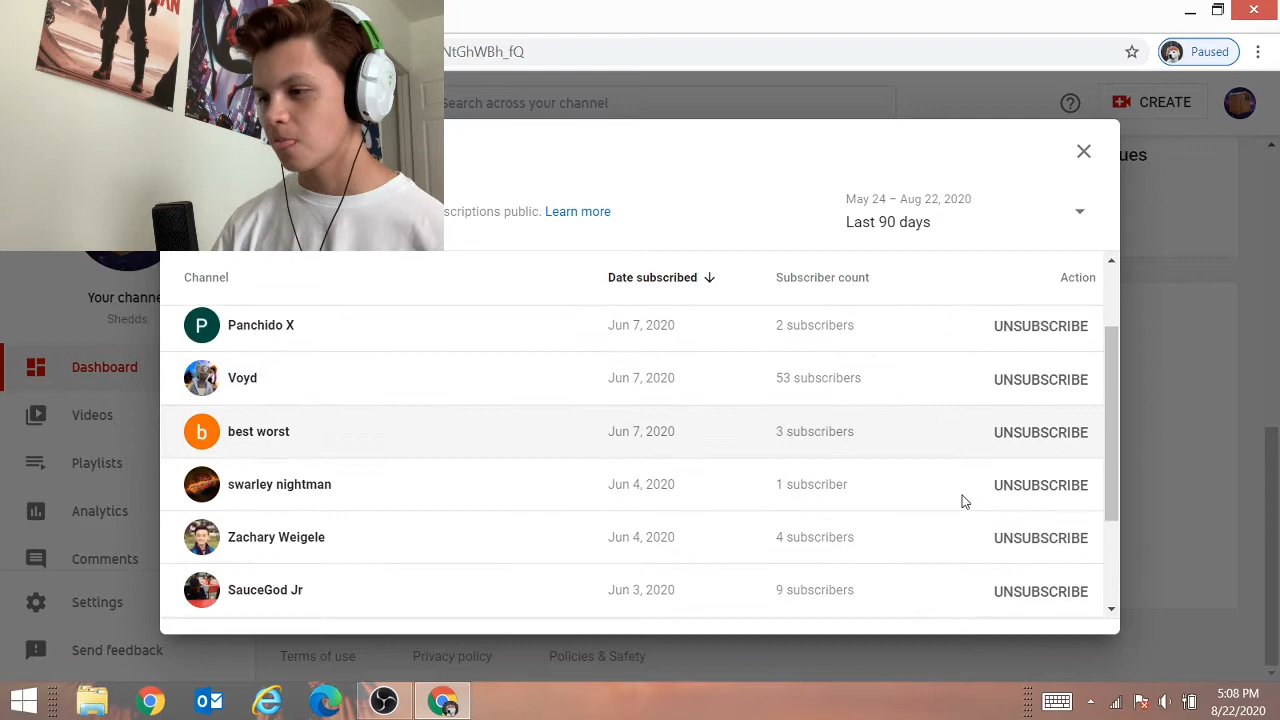 NtGhWBh_fQ
Paused
Search across your channel
CREATE
ues
scriptions public. Learn more
May 24 – Aug 22, 2020
Last 90 days
Channel
Date subscribed
Subscriber count
Action
Your channe
Shedds
Panchido X
Jun 7, 2020
2 subscribers
UNSUBSCRIBE
Voyd
Jun 7, 2020
53 subscribers
UNSUBSCRIBE
b
best worst
Jun 7, 2020
3 subscribers
UNSUBSCRIBE
swarley nightman
Jun 4, 2020
1 subscriber
UNSUBSCRIBE
Zachary Weigele
Jun 4, 2020
4 subscribers
UNSUBSCRIBE
SauceGod Jr
Jun 3, 2020
9 subscribers
UNSUBSCRIBE
P
Dashboard
Videos
Playlists
Analytics
Comments
Settings
Send feedback
Terms of use
Privacy policy
Policies & Safety
5:08 PM
8/22/2020